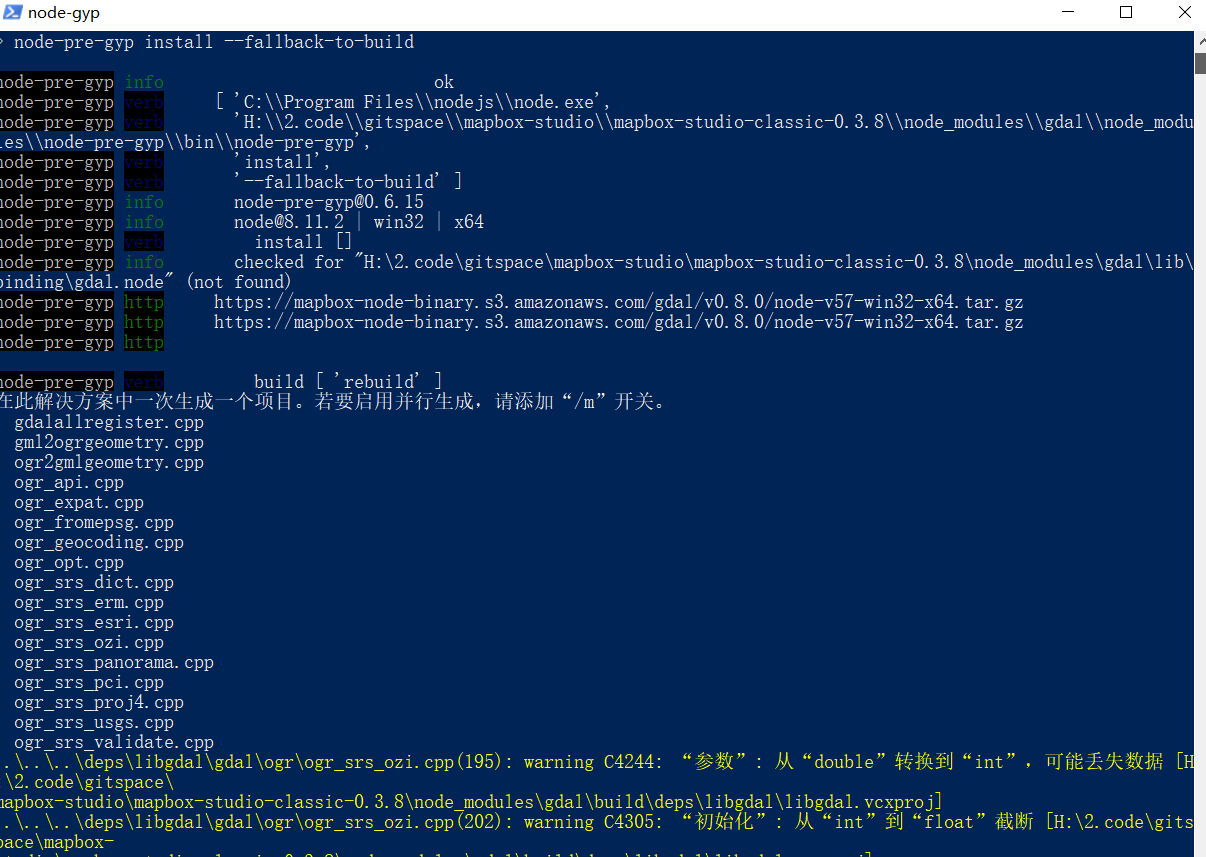 node-gyp
> node-pre-gyp install --fallback-to-build
node-pre-gyp info ok
node-pre-gyp verb [ 'C:\\Program Files\\nodejs\\node.exe',
node-pre-gyp verb 'H:\\2.code\\gitspace\\mapbox-studio\\mapbox-studio-classic-0.3.8\\node_modules\\gdal\\node_modu
les\\node-pre-gyp\\bin\\node-pre-gyp',
node-pre-gyp verb 'install',
node-pre-gyp verb '--fallback-to-build' ]
node-pre-gyp info node-pre-gyp@0.6.15
node-pre-gyp info node@8.11.2 | win32 | x64
node-pre-gyp verb install []
node-pre-gyp info checked for "H:\2.code\gitspace\mapbox-studio\mapbox-studio-classic-0.3.8\node_modules\gdal\lib\
binding\gdal.node" (not found)
node-pre-gyp http https://mapbox-node-binary.s3.amazonaws.com/gdal/v0.8.0/node-v57-win32-x64.tar.gz
node-pre-gyp http https://mapbox-node-binary.s3.amazonaws.com/gdal/v0.8.0/node-v57-win32-x64.tar.gz
node-pre-gyp http
node-pre-gyp verb build [ 'rebuild' ]
在此解决方案中一次生成一个项目。若要启用并行生成，请添加“/m”开关。
gdalallregister.cpp
gml2ogrgeometry.cpp
ogr2gmlgeometry.cpp
ogr_api.cpp
ogr_expat.cpp
ogr_fromepsg.cpp
ogr_geocoding.cpp
ogr_opt.cpp
ogr_srs_dict.cpp
ogr_srs_erm.cpp
ogr_srs_esri.cpp
ogr_srs_ozi.cpp
ogr_srs_panorama.cpp
ogr_srs_pci.cpp
ogr_srs_proj4.cpp
ogr_srs_usgs.cpp
ogr_srs_validate.cpp
..\..\..\deps\libgdal\gdal\ogr\ogr_srs_ozi.cpp(195): warning C4244: “参数”: 从“double”转换到“int”，可能丢失数据 [H
:\2.code\gitspace\
mapbox-studio\mapbox-studio-classic-0.3.8\node_modules\gdal\build\deps\libgdal\libgdal.vcxproj]
..\..\..\deps\libgdal\gdal\ogr\ogr_srs_ozi.cpp(202): warning C4305: “初始化”: 从“int”到“float”截断 [H:\2.code\gits
pace\mapbox-